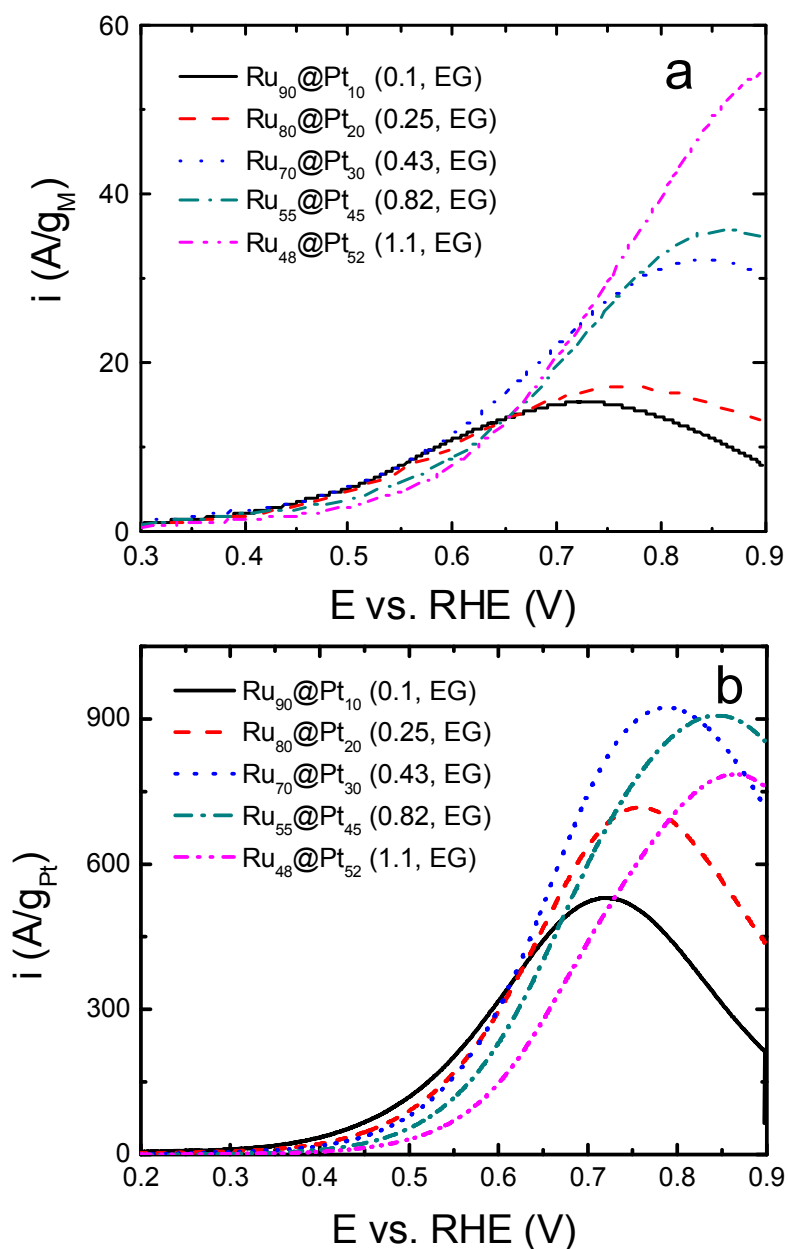 60
a
Ru90@Pt10 (0.1, EG)
Ru80@Pt20 (0.25, EG)
Ru70@Pt30 (0.43, EG)
Ru55@Pt45 (0.82, EG)
Ru48@Pt52 (1.1, EG)
40
i (A/gM)
20
0
0.3 0.4 0.5 0.6 0.7 0.8 0.9
E vs. RHE (V)
b
Ru90@Pt10 (0.1, EG)
900
Ru80@Pt20 (0.25, EG)
Ru70@Pt30 (0.43, EG)
Ru55@Pt45 (0.82, EG)
Ru48@Pt52 (1.1, EG)
600
i (A/gPt)
300
0
0.2 0.3 0.4 0.5 0.6 0.7 0.8 0.9
E vs. RHE (V)